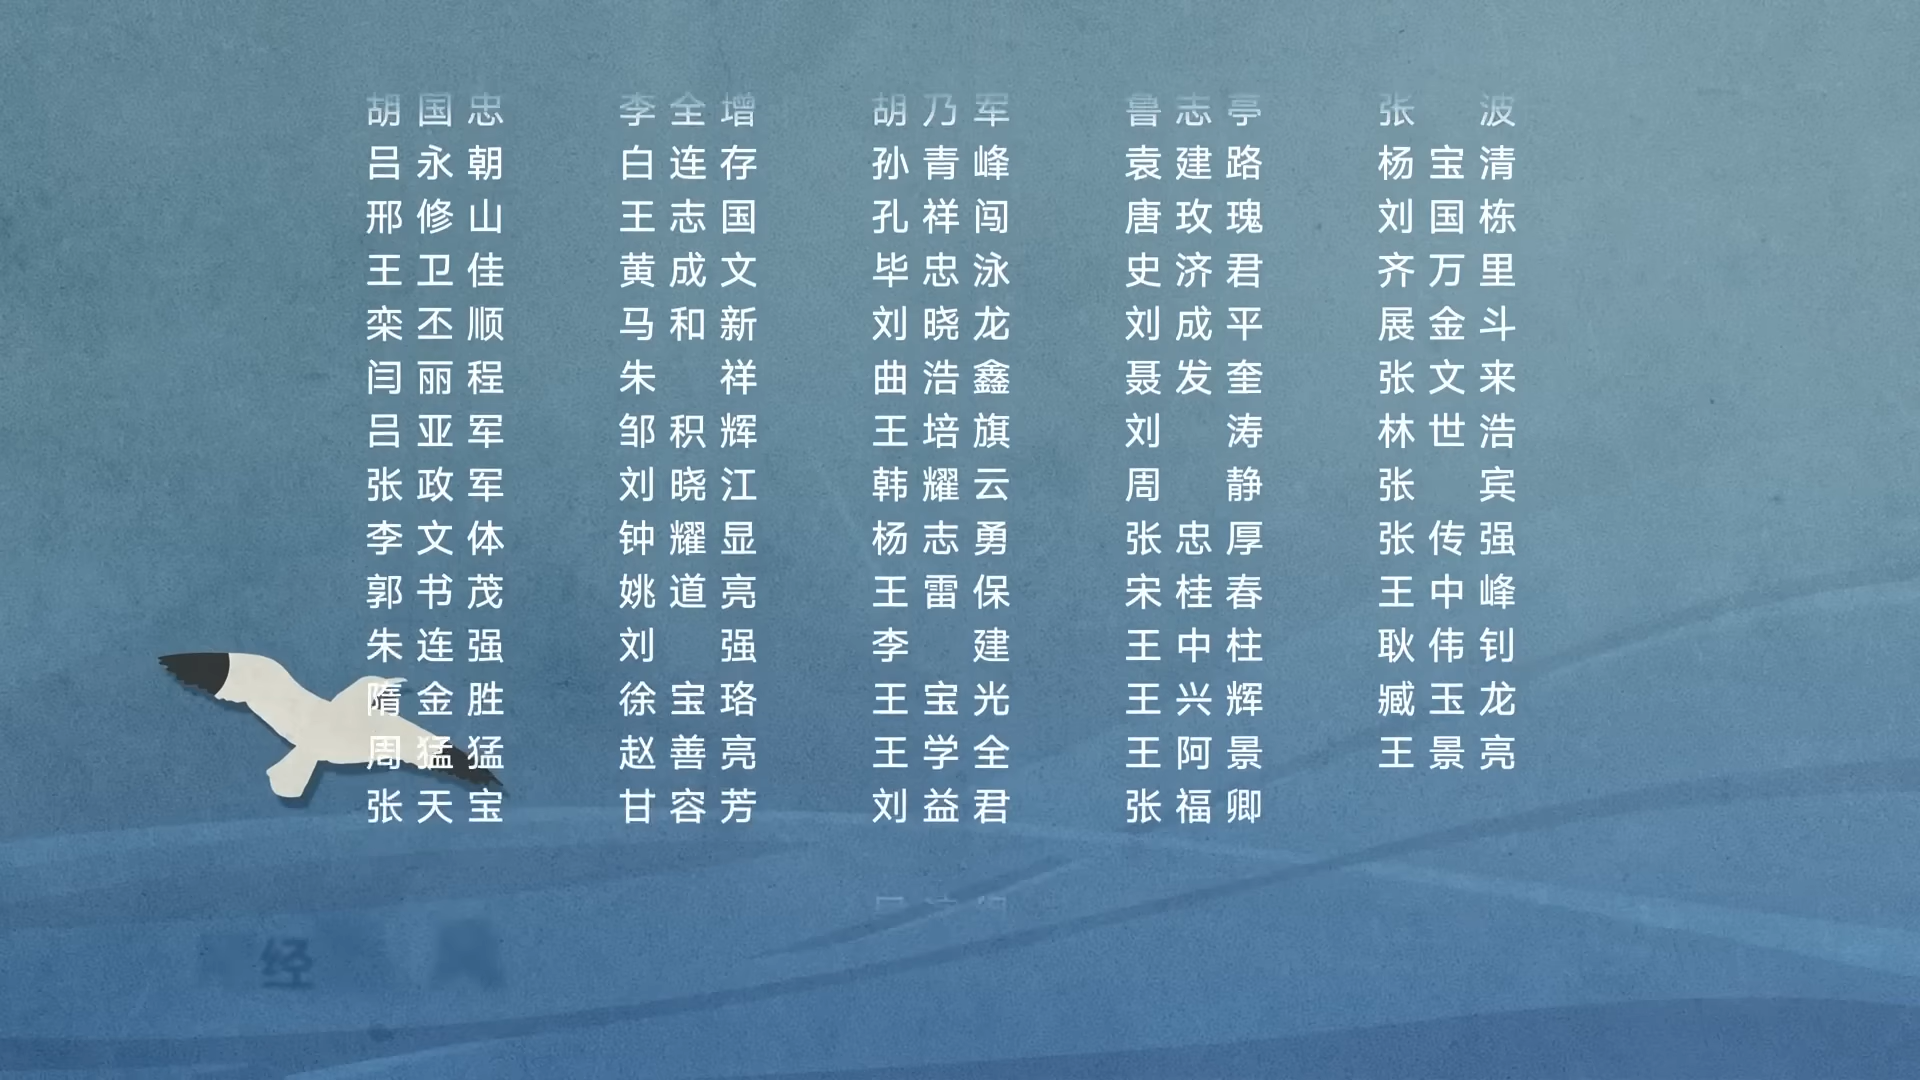 胡国忠 李全增 胡乃军 鲁志亭 张 波
吕永朝 白连存 孙青峰 袁建路 杨宝清
邢修山 王志国 孔祥闯 唐玫瑰 刘国栋
王卫佳 黄成文 毕忠泳 史济君 齐万里
栾丕顺 马和新 刘晓龙 刘成平 展金斗
闫丽程 朱 祥 曲浩鑫 聂发奎 张文来
吕亚军 邹积辉 王培旗 刘 涛 林世浩
张政军 刘晓江 韩耀云 周 静 张 宾
李文体 钟耀显 杨志勇 张忠厚 张传强
郭书茂 姚道亮 王雷保 宋桂春 王中峰
朱连强 刘 强 李 建 王中柱 耿伟钊
隋金胜 徐宝珞 王宝光 王兴辉 臧玉龙
周猛猛 赵善亮 王学全 王阿景 王景亮
张天宝 甘容芳 刘益君 张福卿
经